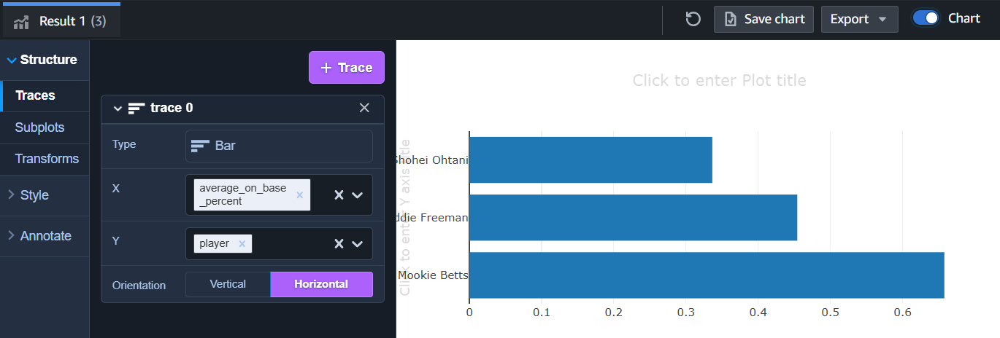 Result 1 (3)
Save chart
Export
Chart
Structure
Traces
Subplots
Transforms
Style
Annotate
+ Trace
trace 0
Type
Bar
X
average_on_base
_percent
Y
player
Orientation
Vertical
Horizontal
Click to enter Plot title
Click to enter Y axis title
Shohei Ohtani
ddie Freeman
Mookie Betts
0 0.1 0.2 0.3 0.4 0.5 0.6